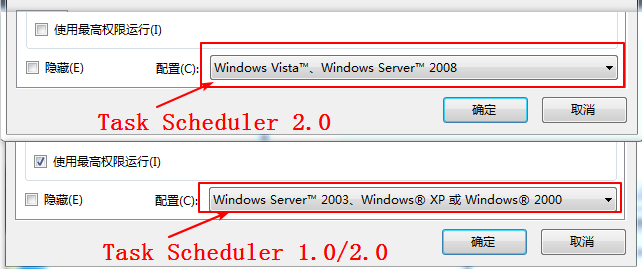 使用最高权限运行(I)
隐藏(E) 配置(C): Windows Vista™、Windows Server™ 2008
确定 取消
Task Scheduler 2.0
使用最高权限运行(I)
隐藏(E) 配置(C): Windows Server™ 2003、Windows® XP 或 Windows® 2000
Task Scheduler 1.0/2.0
确定 取消